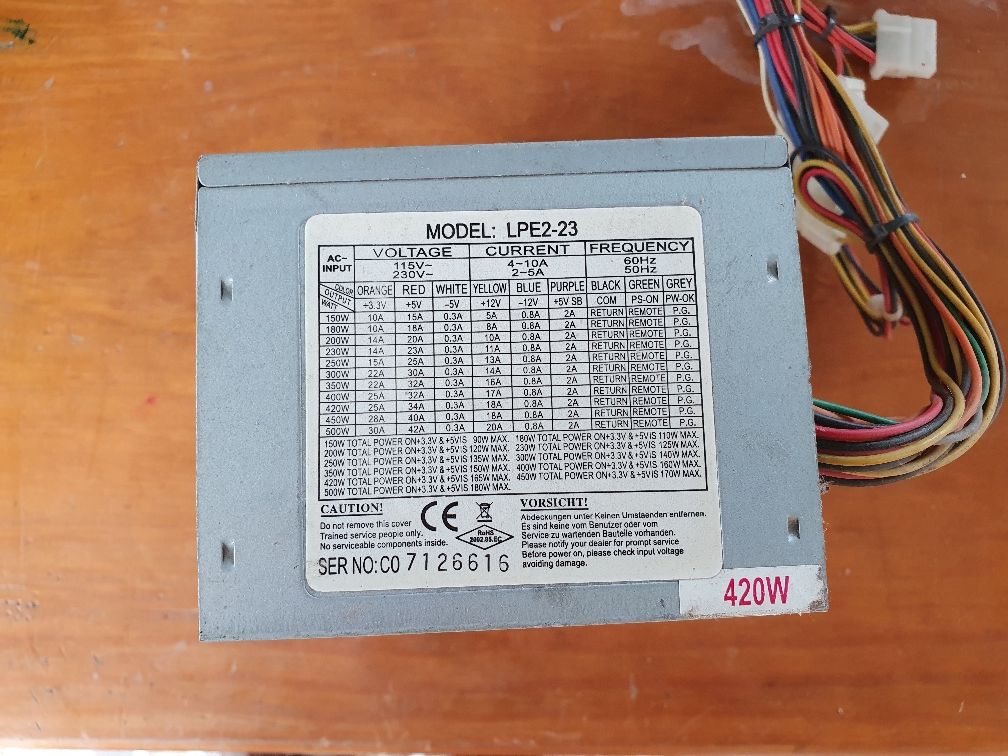 MODEL: LPE2-23
AC~ INPUT VOLTAGE CURRENT FREQUENCY
115V~ 4~10A 60Hz
230V~ 2~5A 50Hz
COLOR OUTPUT WATT ORANGE RED WHITE YELLOW BLUE PURPLE BLACK GREEN GREY
+3.3V +5V -5V +12V -12V +5V SB COM PS-ON PW-OK
150W 10A 15A 0.3A 5A 0.8A 2A RETURN REMOTE P.G.
180W 10A 18A 0.3A 8A 0.8A 2A RETURN REMOTE P.G.
200W 14A 20A 0.3A 10A 0.8A 2A RETURN REMOTE P.G.
230W 14A 23A 0.3A 11A 0.8A 2A RETURN REMOTE P.G.
250W 15A 25A 0.3A 13A 0.8A 2A RETURN REMOTE P.G.
300W 22A 30A 0.3A 14A 0.8A 2A RETURN REMOTE P.G.
350W 22A 32A 0.3A 16A 0.8A 2A RETURN REMOTE P.G.
400W 25A 32A 0.3A 17A 0.8A 2A RETURN REMOTE P.G.
420W 25A 34A 0.3A 18A 0.8A 2A RETURN REMOTE P.G.
450W 28A 40A 0.3A 18A 0.8A 2A RETURN REMOTE P.G.
500W 30A 42A 0.3A 20A 0.8A 2A RETURN REMOTE P.G.
150W TOTAL POWER ON+3.3V & +5VIS 90W MAX. 180W TOTAL POWER ON+3.3V & +5VIS 110W MAX.
200W TOTAL POWER ON+3.3V & +5VIS 120W MAX. 230W TOTAL POWER ON+3.3V & +5VIS 125W MAX.
250W TOTAL POWER ON+3.3V & +5VIS 135W MAX. 300W TOTAL POWER ON+3.3V & +5VIS 140W MAX.
350W TOTAL POWER ON+3.3V & +5VIS 150W MAX. 400W TOTAL POWER ON+3.3V & +5VIS 160W MAX.
420W TOTAL POWER ON+3.3V & +5VIS 165W MAX. 450W TOTAL POWER ON+3.3V & +5VIS 170W MAX.
500W TOTAL POWER ON+3.3V & +5VIS 180W MAX.
CAUTION!
Do not remove this cover
Trained service people only.
No serviceable components inside.
CE
RoHS
2002.95.EC
VORSICHT!
Abdeckungen unter Keinen Umstaenden entfernen.
Es sind keine vom Benutzer oder vom
Service zu wartenden Bauteile vorhanden.
Please notify your dealer for prompt service
Before power on, please check input voltage
avoiding damage.
SER NO: C0 7126616
420W